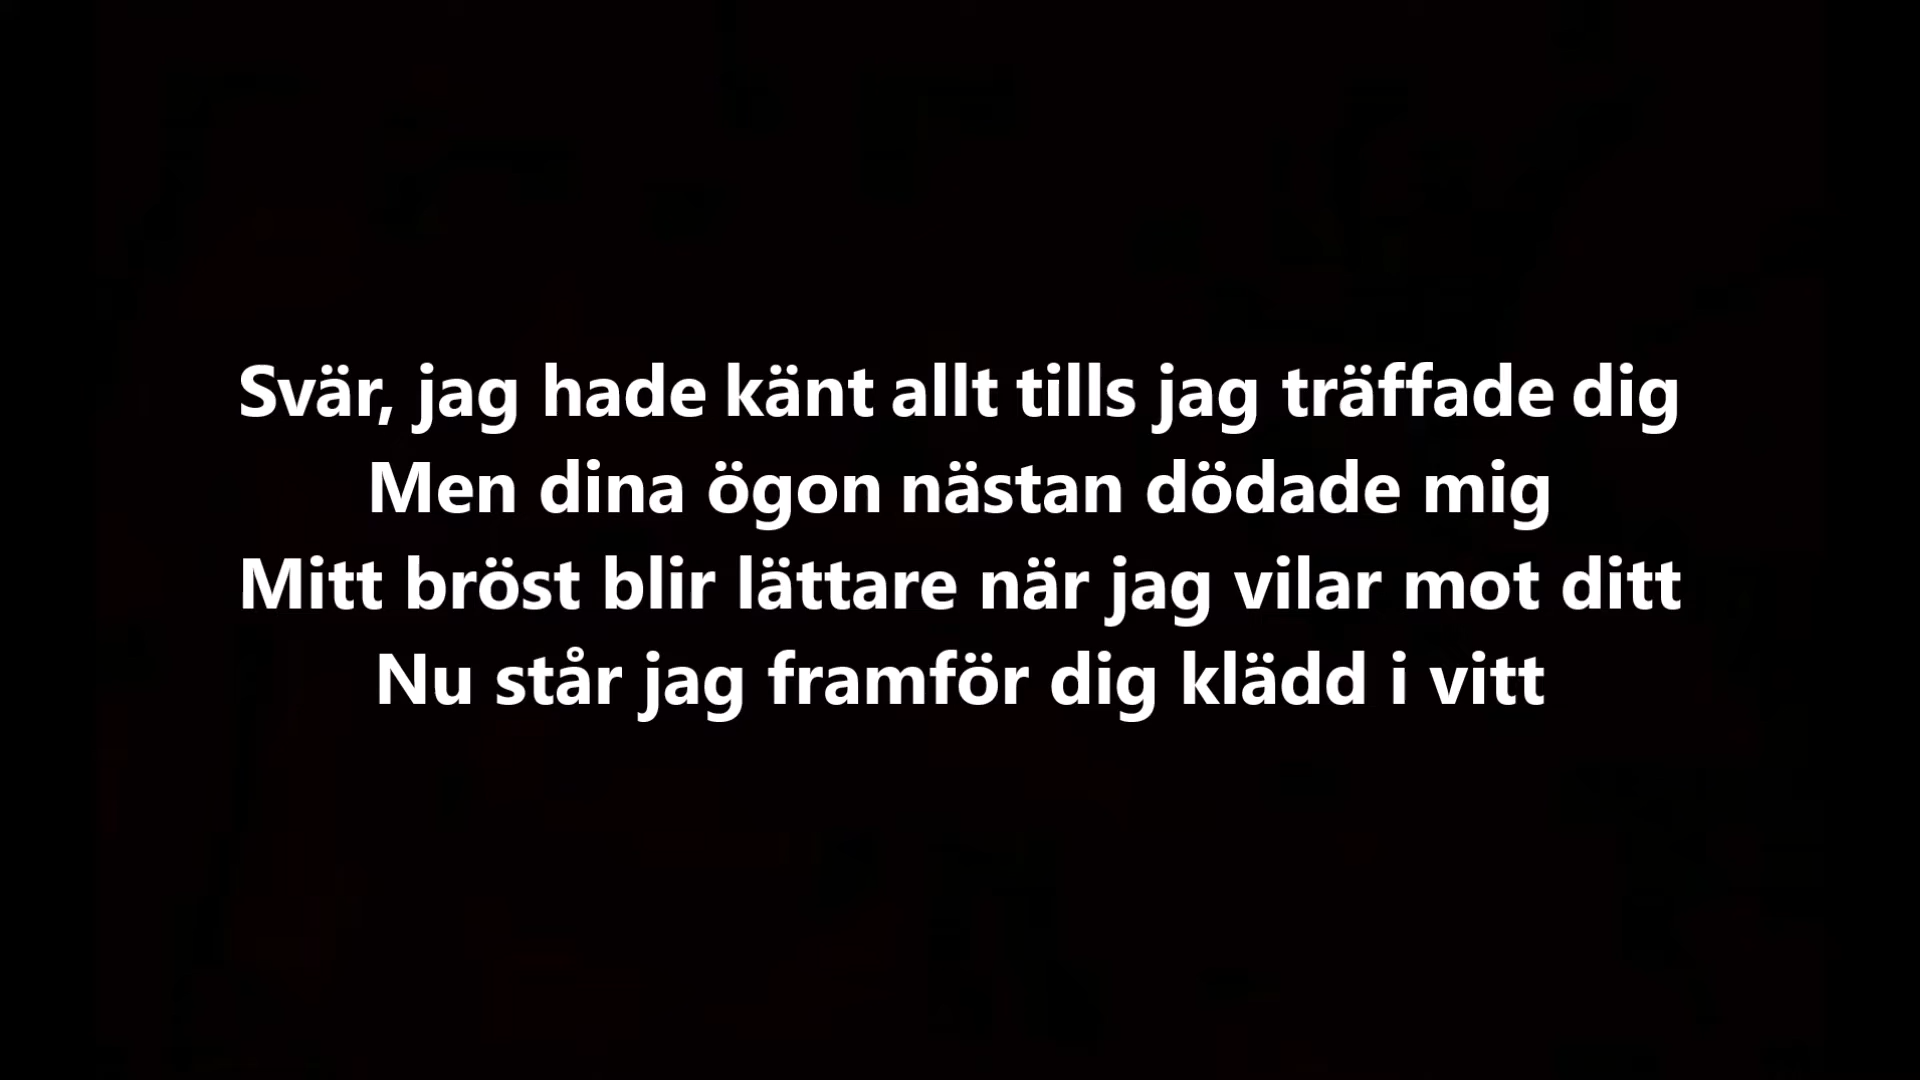 Svär, jag hade känt allt tills jag träffade dig
Men dina ögon nästan dödade mig
Mitt bröst blir lättare när jag vilar mot ditt
Nu står jag framför dig klädd i vitt